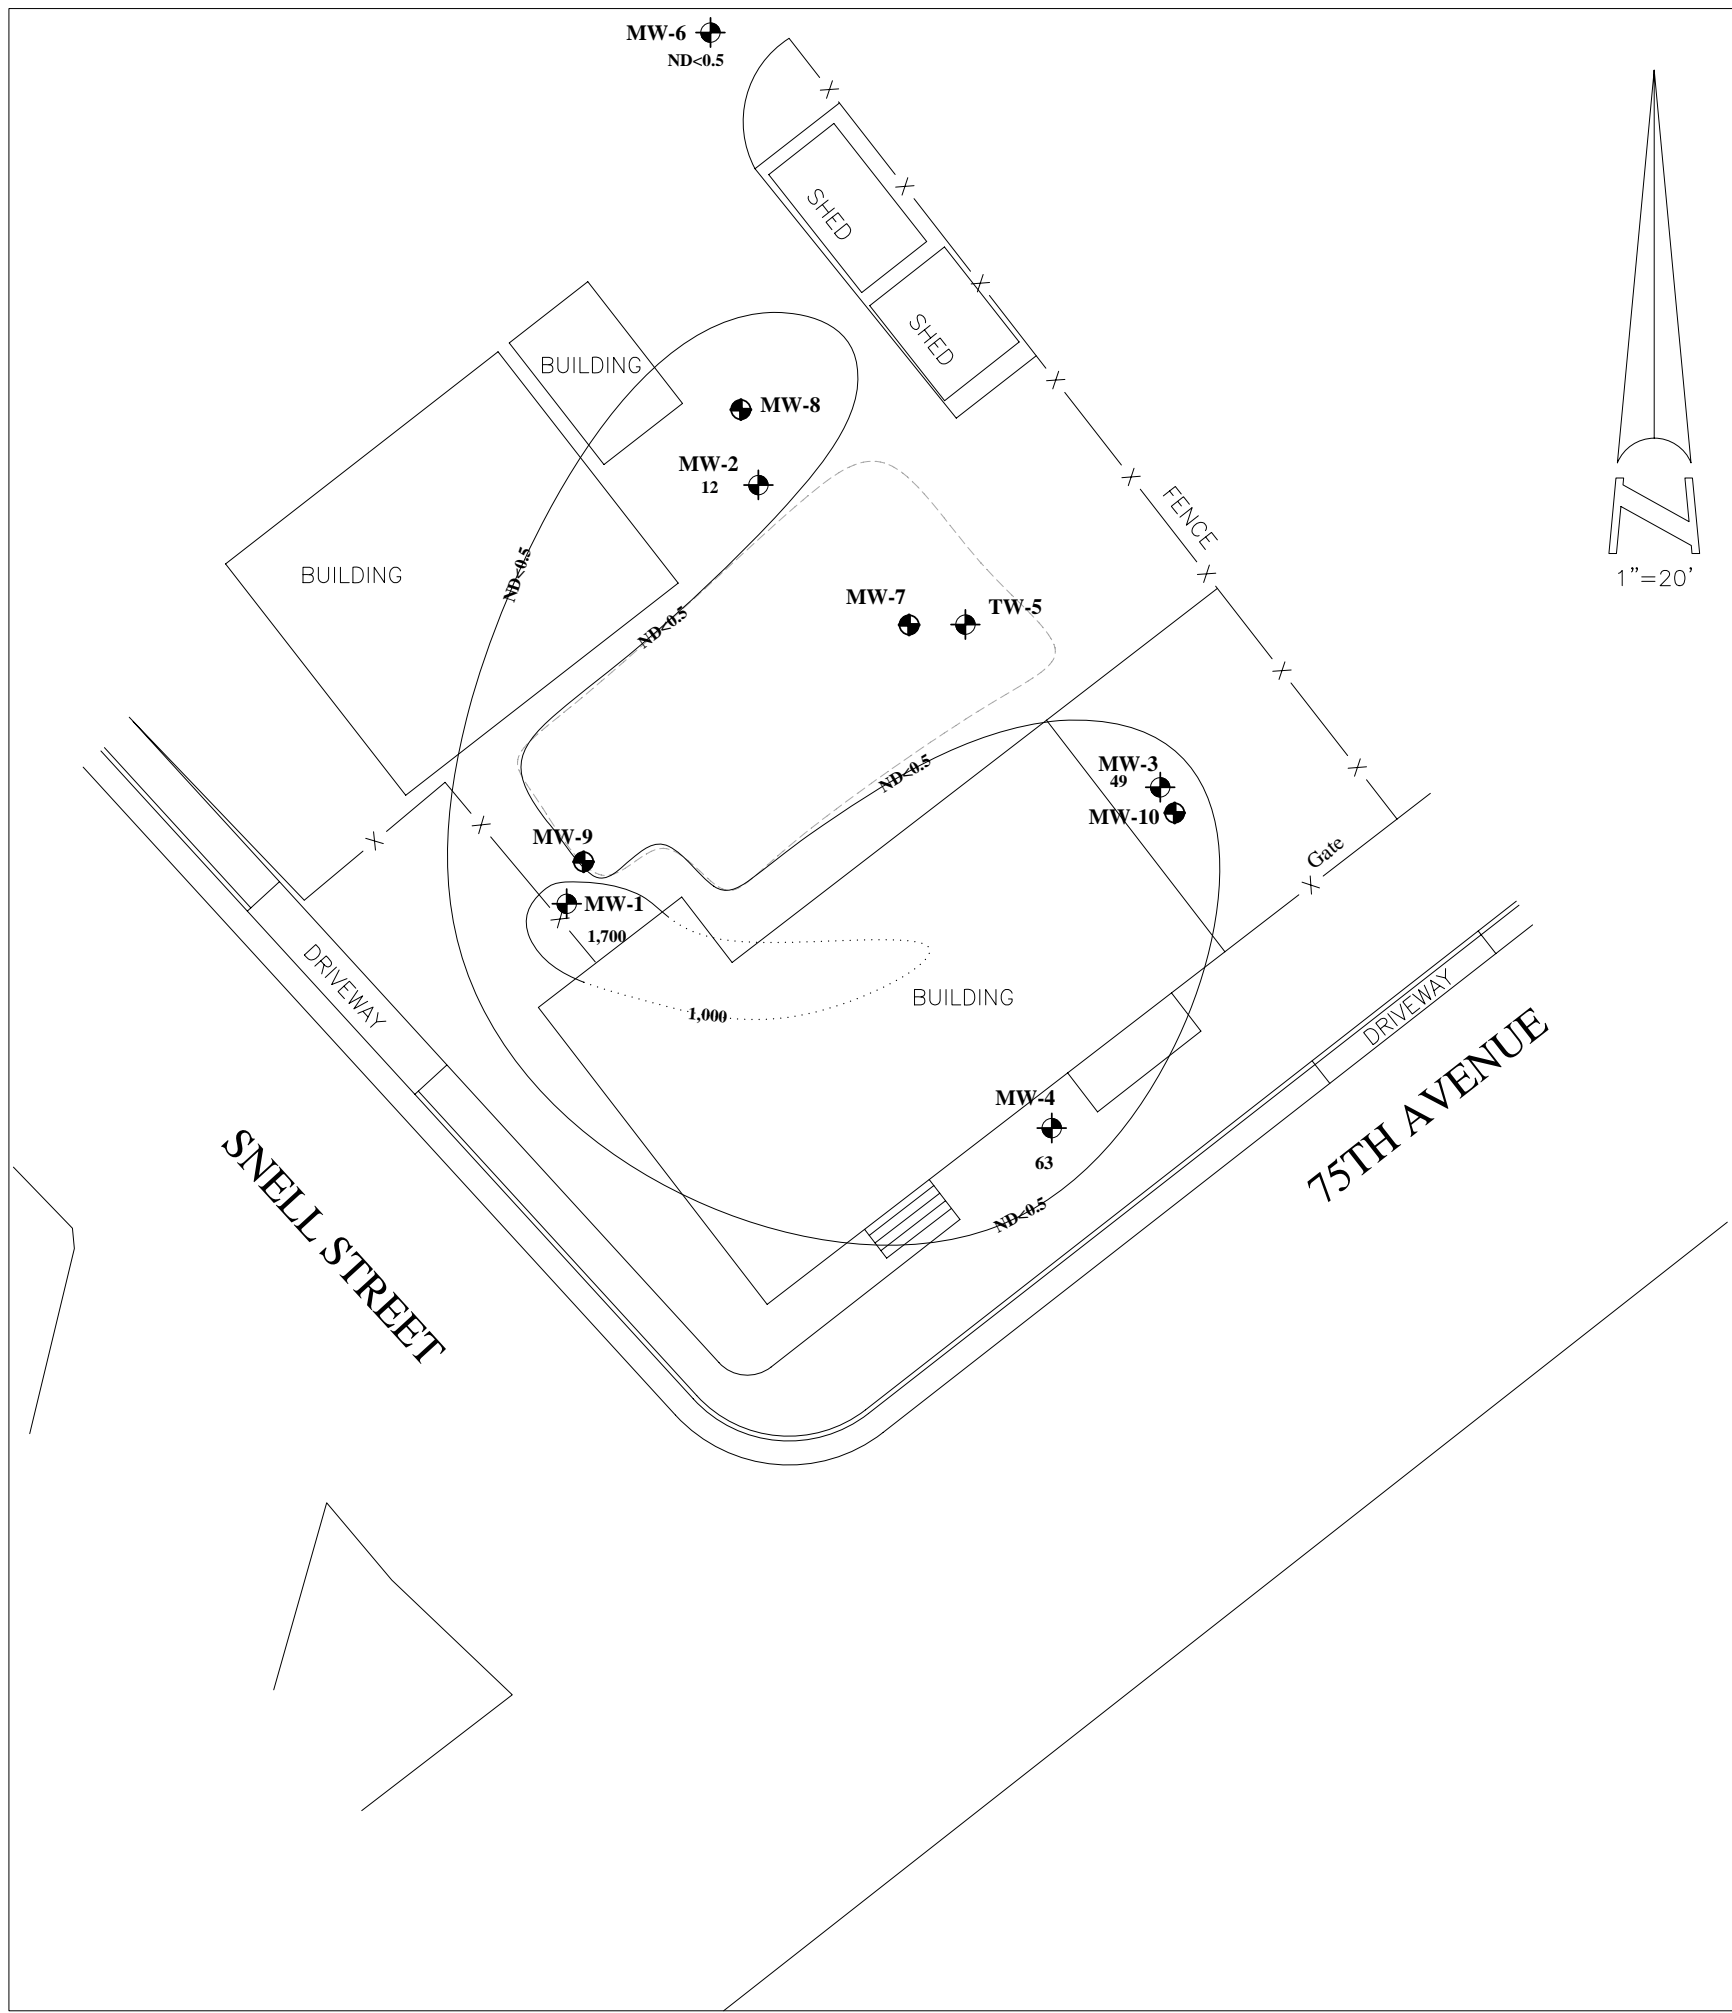 MW-6
ND<0.5
SHED
SHED
BUILDING
MW-8
MW-2
12
FENCE
N
1"=20'
BUILDING
ND<0.5
ND<0.5
MW-7
TW-5
MW-3
49
MW-10
ND<0.5
MW-9
MW-1
1,700
Gate
DRIVEWAY
1,000
BUILDING
DRIVEWAY
MW-4
63
ND<0.5
75TH AVENUE
SNELL STREET